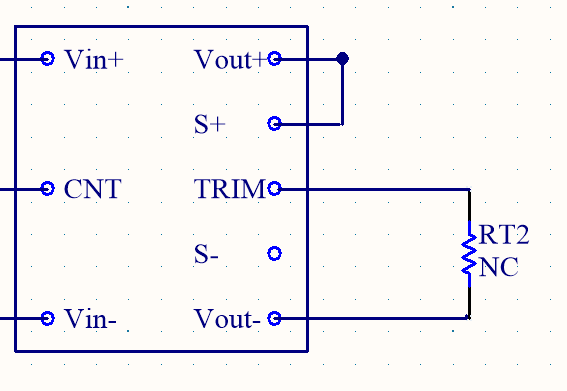 Vin+ Vout+
S+
CNT TRIM
RT2
S-
NC
Vin- Vout-